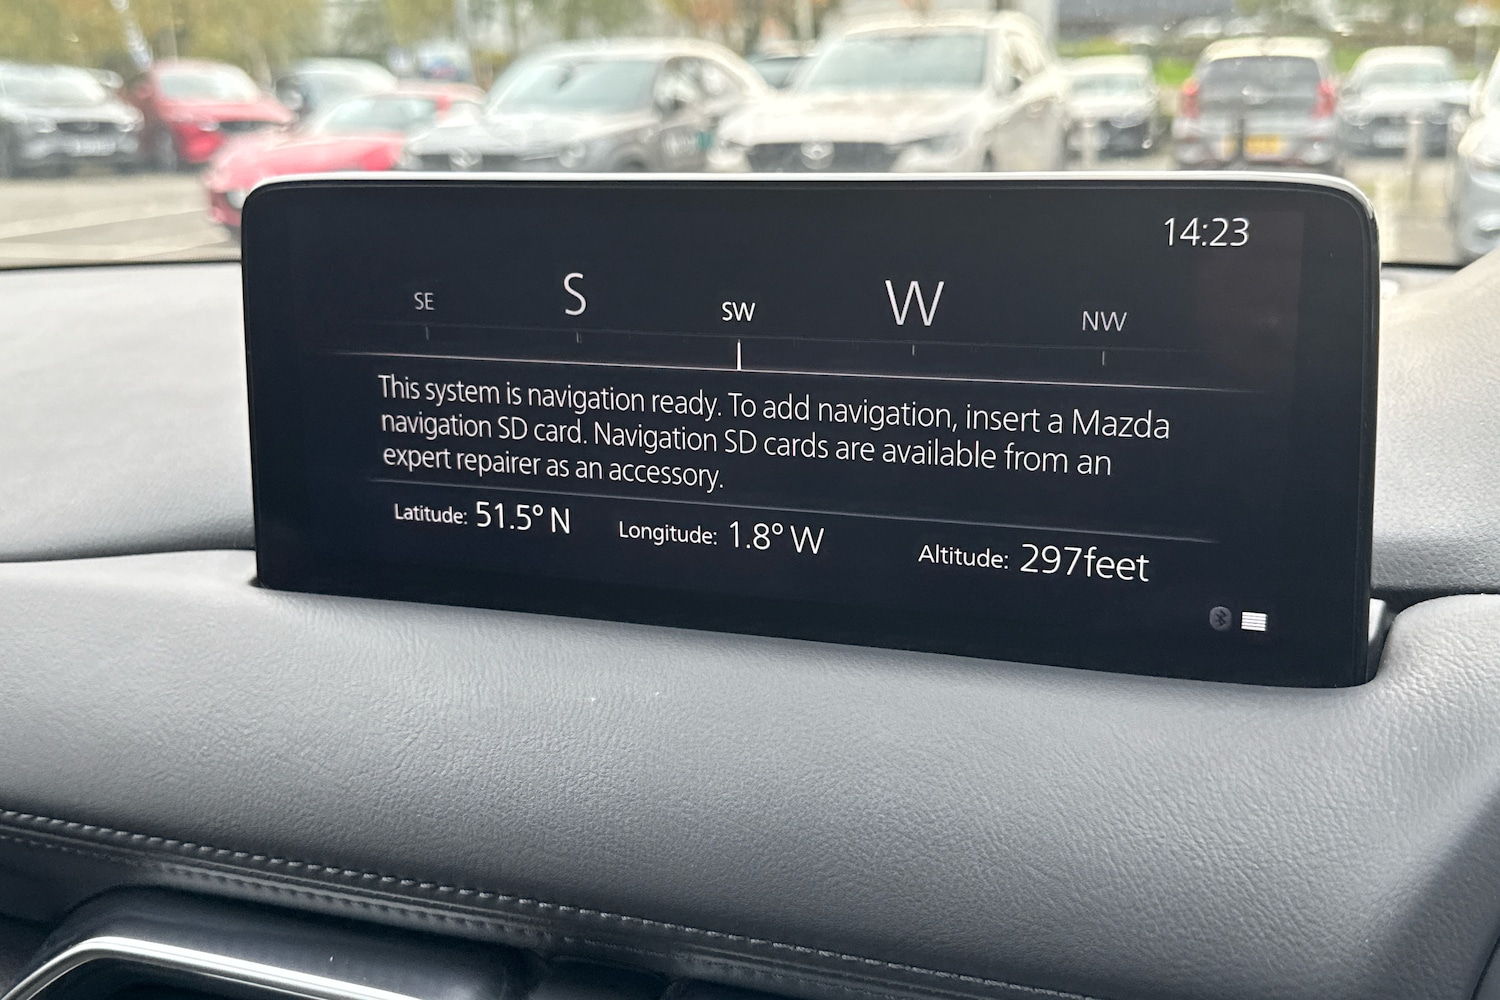 14:23
SE S SW W NW
This system is navigation ready. To add navigation, insert a Mazda
navigation SD card. Navigation SD cards are available from an
expert repairer as an accessory.
Latitude: 51.5° N Longitude: 1.8° W Altitude: 297feet